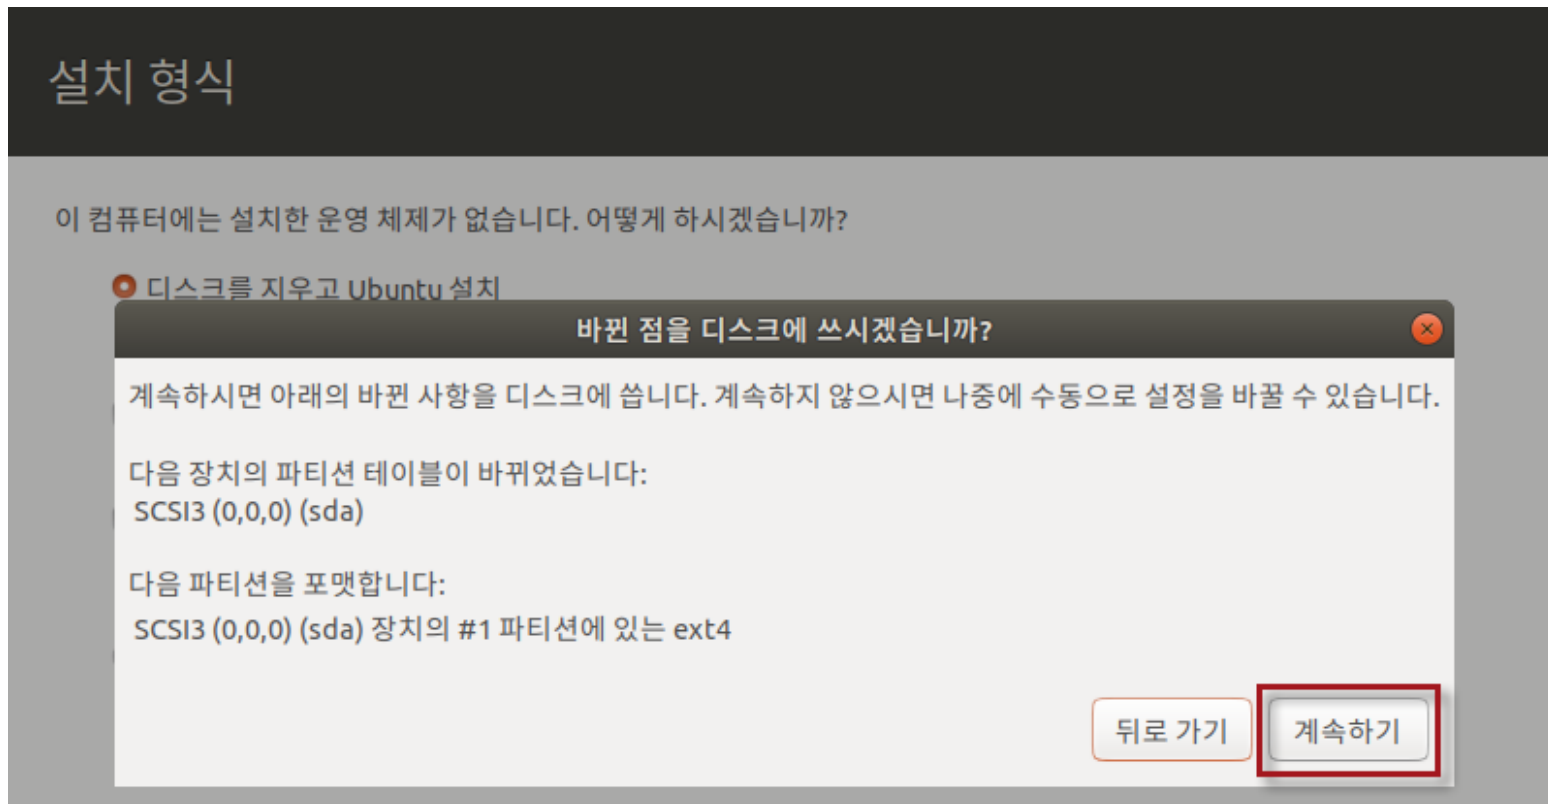 설치 형식
이 컴퓨터에는 설치한 운영 체제가 없습니다. 어떻게 하시겠습니까?
디스크를 지우고 Ubuntu 설치
바뀐 점을 디스크에 쓰시겠습니까?
계속하시면 아래의 바뀐 사항을 디스크에 씁니다. 계속하지 않으시면 나중에 수동으로 설정을 바꿀 수 있습니다.
다음 장치의 파티션 테이블이 바뀌었습니다:
SCSI3 (0,0,0) (sda)
다음 파티션을 포맷합니다:
SCSI3 (0,0,0) (sda) 장치의 #1 파티션에 있는 ext4
뒤로 가기 계속하기